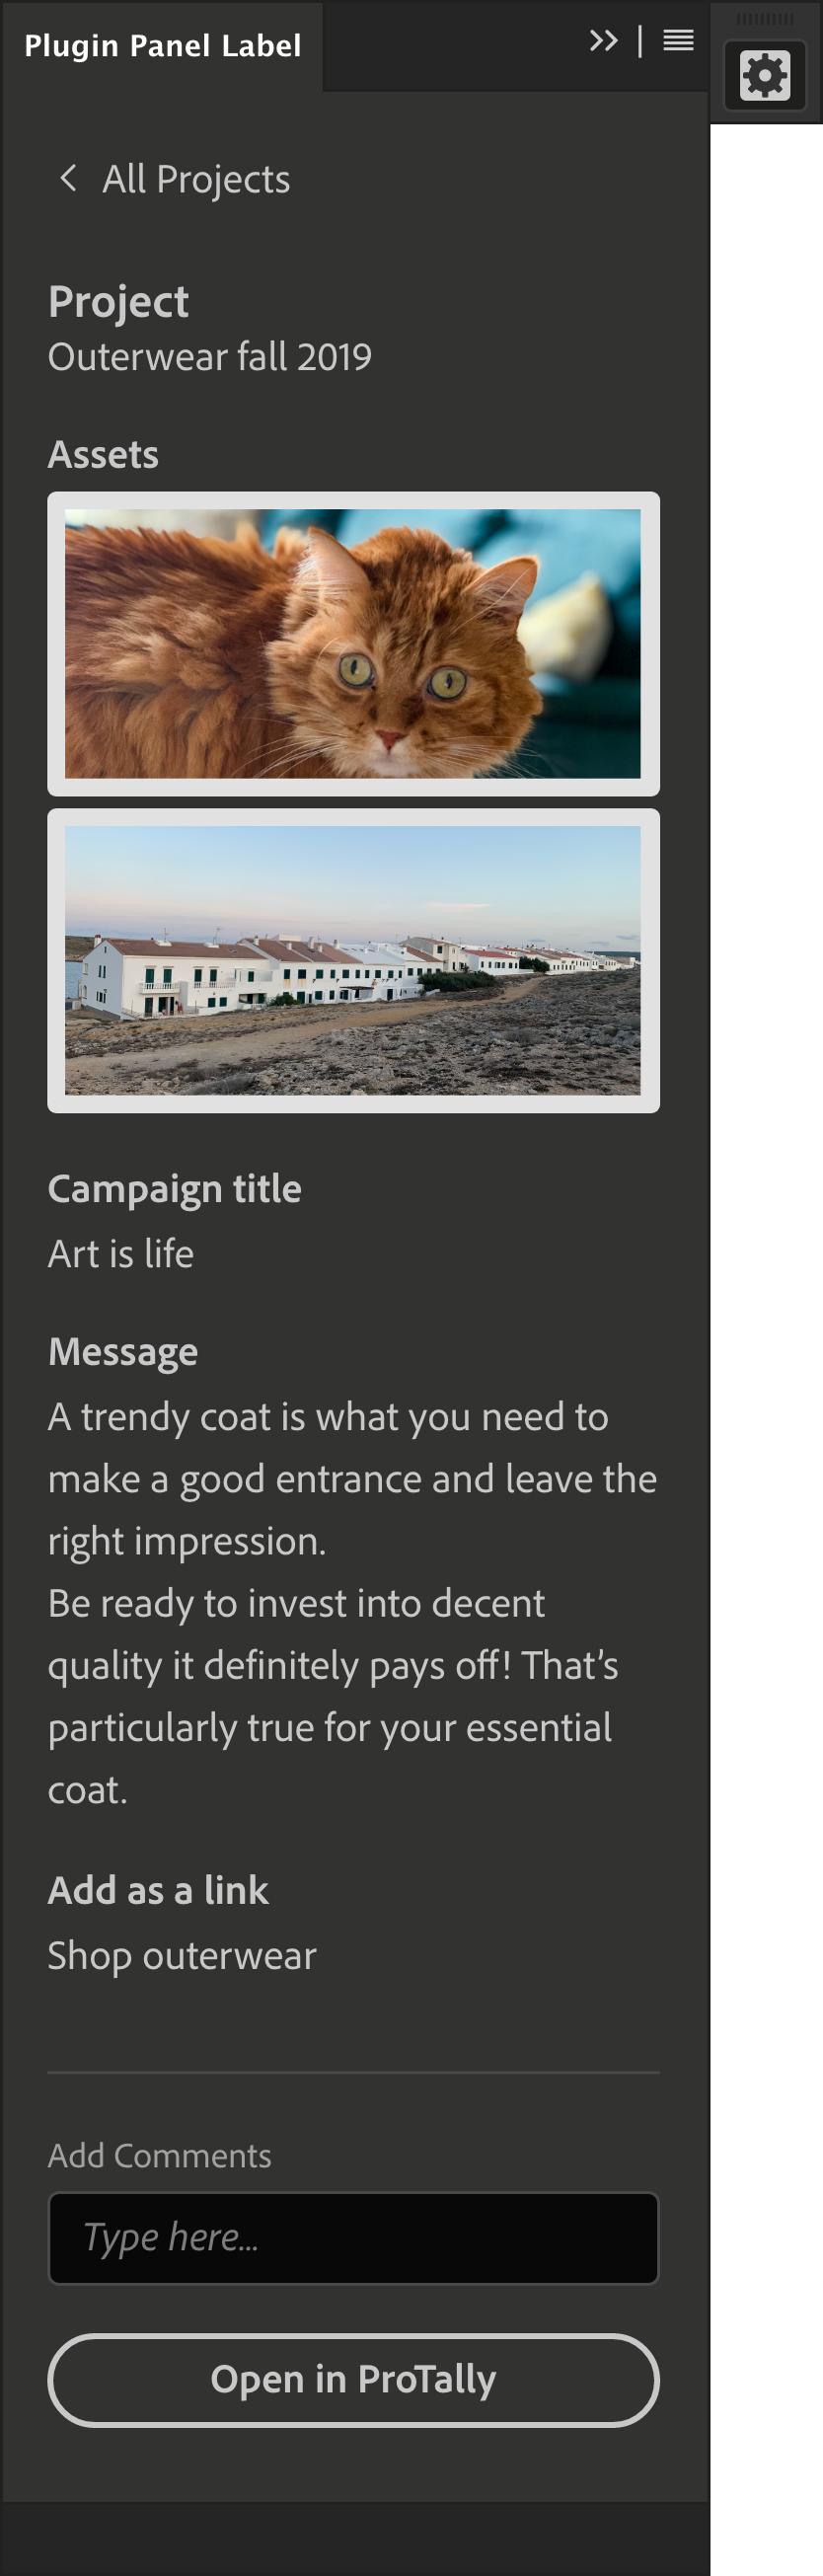 Plugin Panel Label
All Projects
Project
Outerwear fall 2019
Assets
Campaign title
Art is life
Message
A trendy coat is what you need to
make a good entrance and leave the
right impression.
Be ready to invest into decent
quality it definitely pays off! That’s
particularly true for your essential
coat.
Add as a link
Shop outerwear
Add Comments
Type here...
Open in ProTally